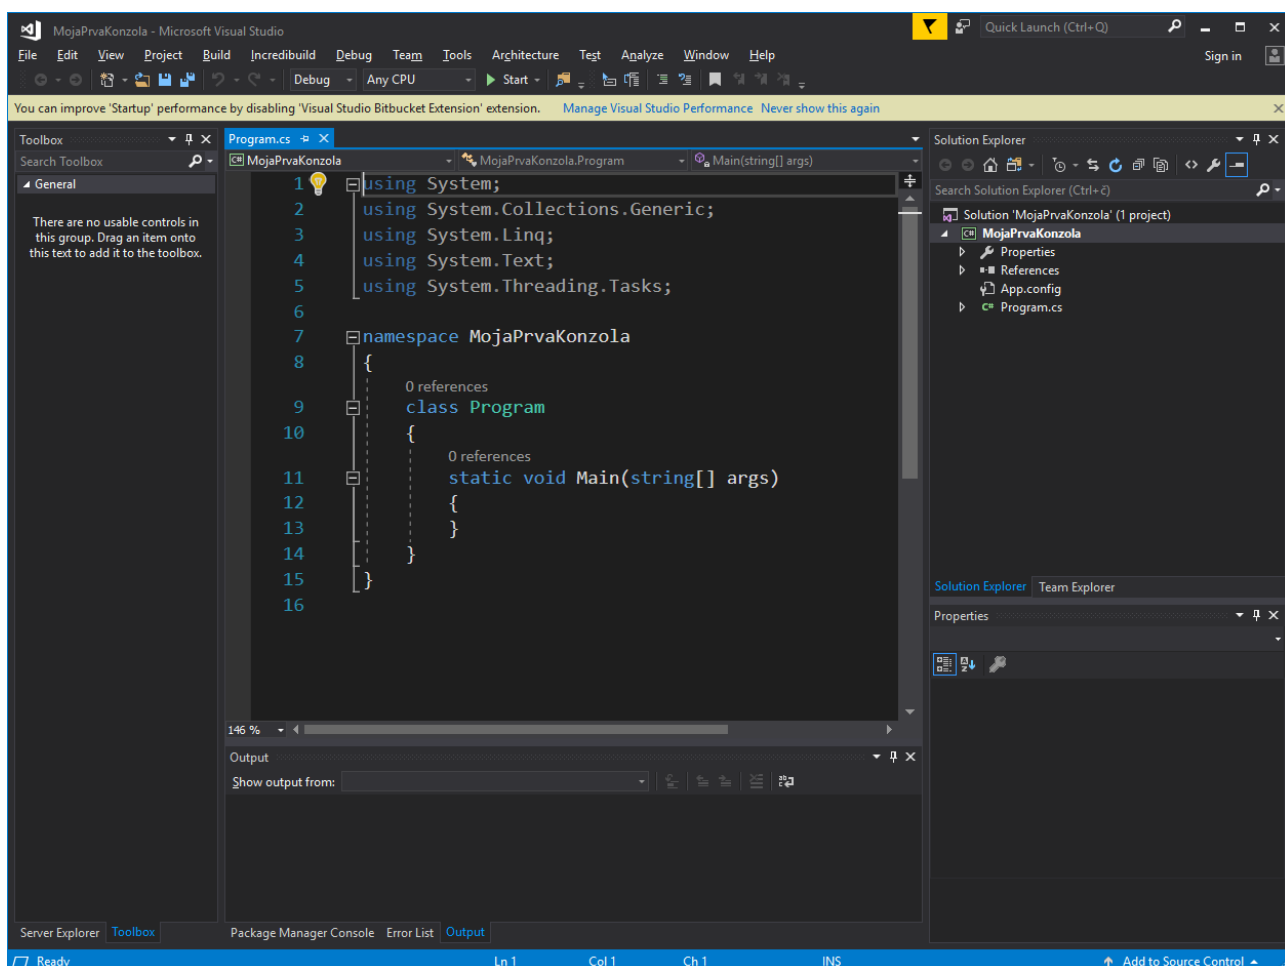 MojaPrvaKonzola - Microsoft Visual Studio
Quick Launch (Ctrl+Q)
File Edit View Project Build Incredibuild Debug Team Tools Architecture Test Analyze Window Help
Sign in
Debug Any CPU Start
You can improve 'Startup' performance by disabling 'Visual Studio Bitbucket Extension' extension. Manage Visual Studio Performance Never show this again
Toolbox
Search Toolbox
General
There are no usable controls in
this group. Drag an item onto
this text to add it to the toolbox.
Server Explorer Toolbox
Program.cs
C# MojaPrvaKonzola MojaPrvaKonzola.Program Main(string[] args)
1 using System;
2 using System.Collections.Generic;
3 using System.Linq;
4 using System.Text;
5 using System.Threading.Tasks;
6
7 namespace MojaPrvaKonzola
8 {
0 references
9 class Program
10 {
0 references
11 static void Main(string[] args)
12 {
13 }
14 }
15 }
16
146 %
Output
Show output from:
Package Manager Console Error List Output
Solution Explorer
Search Solution Explorer (Ctrl+č)
Solution 'MojaPrvaKonzola' (1 project)
C# MojaPrvaKonzola
Properties
References
App.config
C# Program.cs
Solution Explorer Team Explorer
Properties
Ready Ln 1 Col 1 Ch 1 INS Add to Source Control